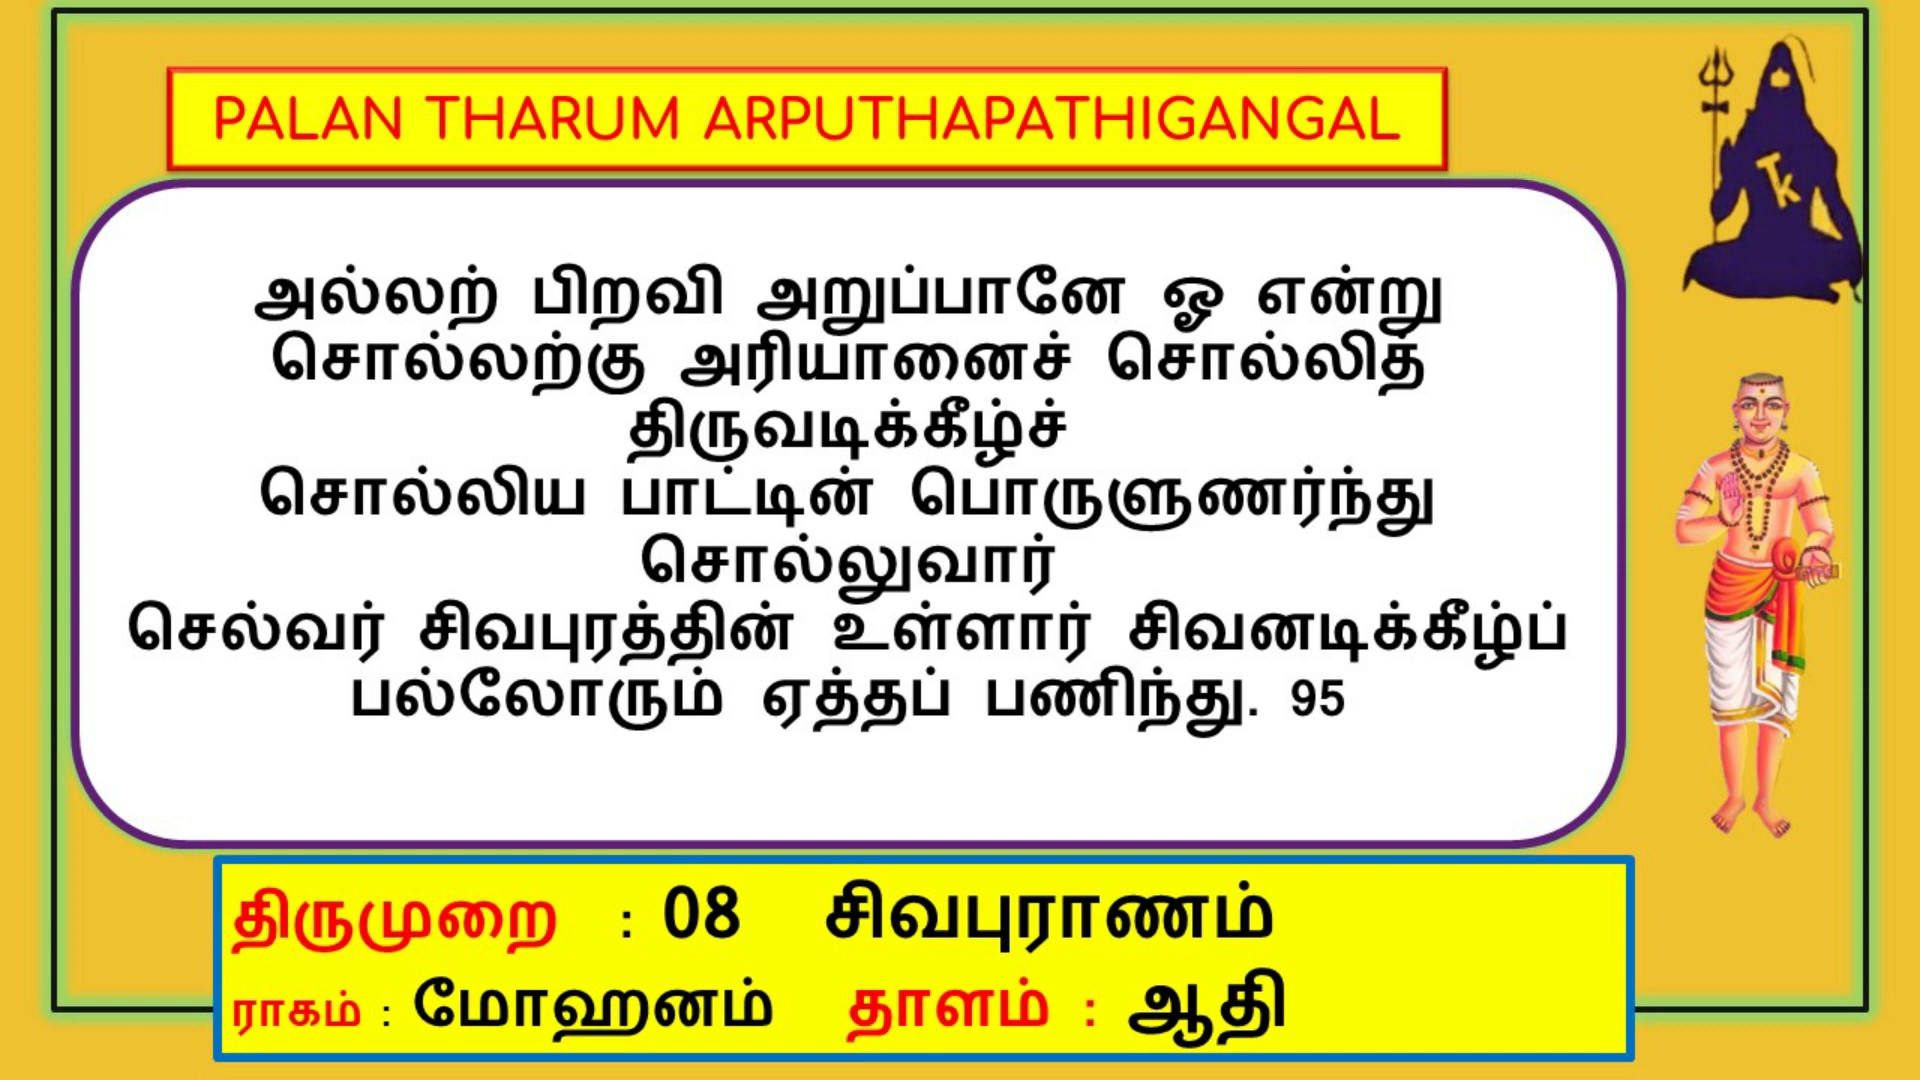 PALAN THARUM ARPUTHAPATHIGANGAL
Tk
அல்லற் பிறவி அறுப்பானே ஓ என்று
சொல்லற்கு அரியானைச் சொல்லித்
திருவடிக்கீழ்ச்
சொல்லிய பாட்டின் பொருளுணர்ந்து
சொல்லுவார்
செல்வர் சிவபுரத்தின் உள்ளார் சிவனடிக்கீழ்ப்
பல்லோரும் ஏத்தப் பணிந்து. 95
திருமுறை : 08 சிவபுராணம்
ராகம் : மோஹனம் தாளம் : ஆதி